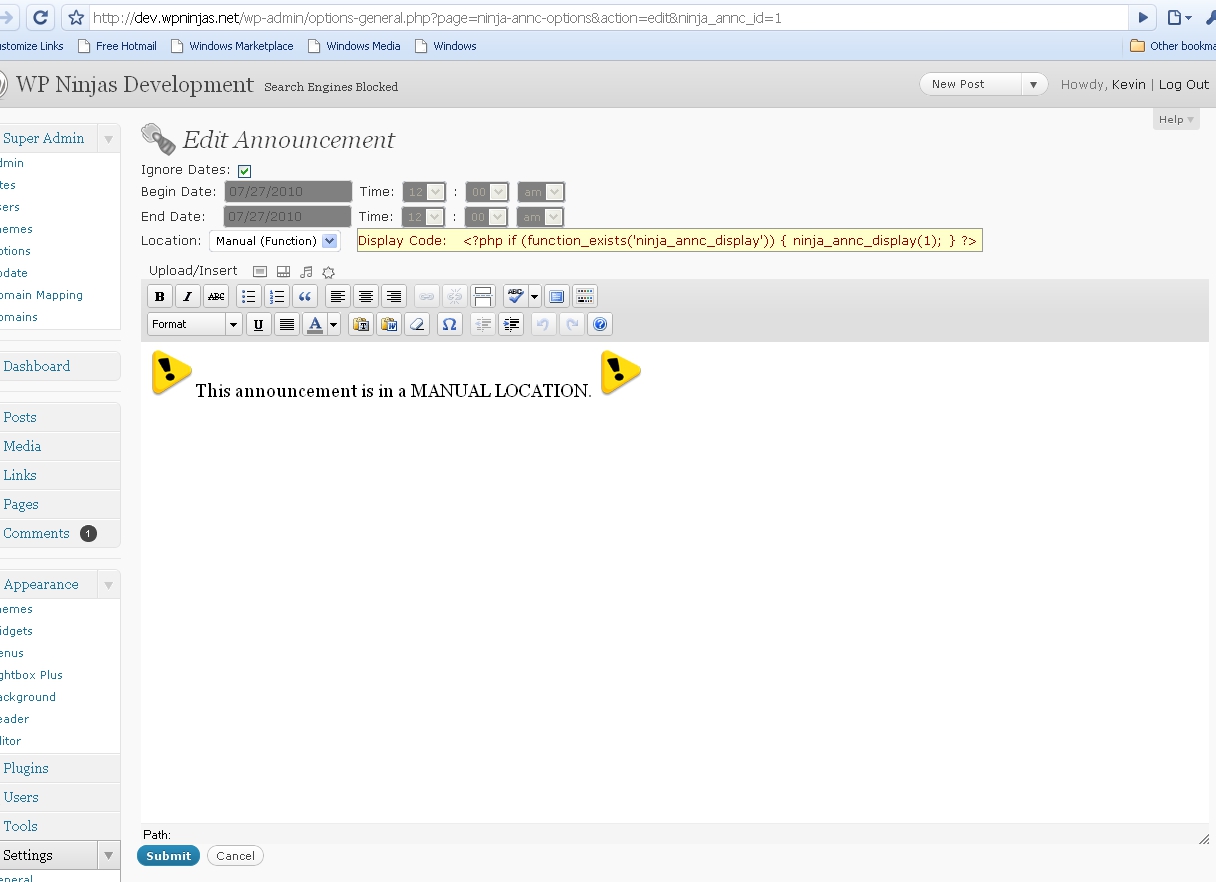 http://dev.wpninjas.net/wp-admin/options-general.php?page=ninja-annc-options&action=edit&ninja_annc_id=1
ustomize Links Free Hotmail Windows Marketplace Windows Media Windows Other bookma
WP Ninjas Development Search Engines Blocked New Post Howdy, Kevin | Log Out
Help
Super Admin
dmin
tes
sers
emes
ptions
pdate
omain Mapping
omains
Dashboard
Posts
Media
Links
Pages
Comments 1
Appearance
hemes
idgets
enus
ghtbox Plus
ackground
eader
litor
Plugins
Users
Tools
Settings
eneral
Edit Announcement
Ignore Dates:
Begin Date: 07/27/2010 Time: 12 : 00 am
End Date: 07/27/2010 Time: 12 : 00 am
Location: Manual (Function) Display Code: <?php if (function_exists('ninja_annc_display')) { ninja_annc_display(1); } ?>
Upload/Insert
B I ABC ABC
Format U A T W Ω ?
This announcement is in a MANUAL LOCATION.
Path:
Submit Cancel